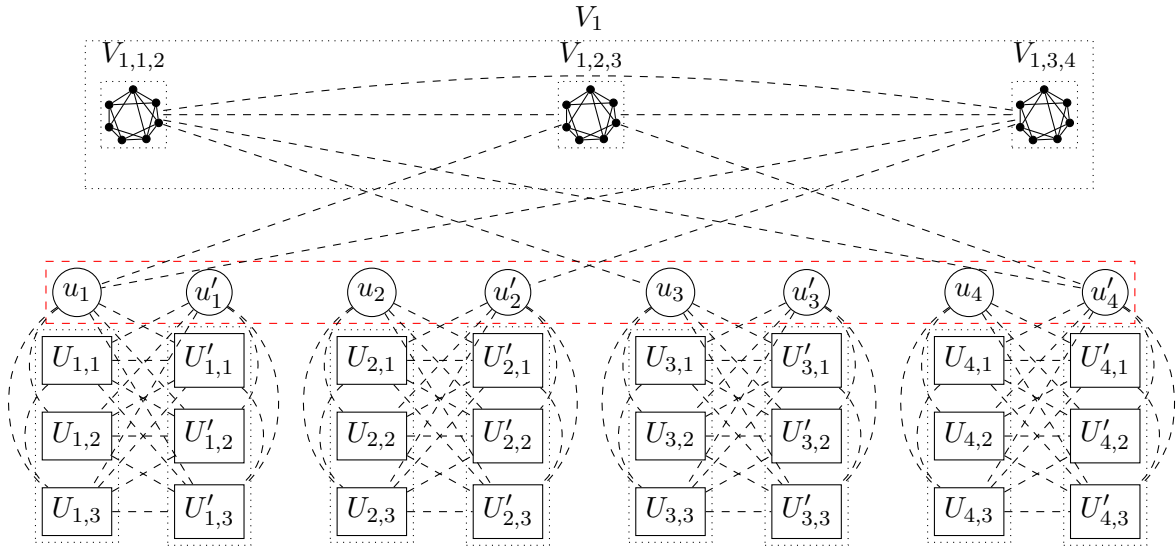 V_1
V_{1,1,2} V_{1,2,3} V_{1,3,4}
u_1 u'_1 u_2 u'_2 u_3 u'_3 u_4 u'_4
U_{1,1} U'_{1,1} U_{2,1} U'_{2,1} U_{3,1} U'_{3,1} U_{4,1} U'_{4,1}
U_{1,2} U'_{1,2} U_{2,2} U'_{2,2} U_{3,2} U'_{3,2} U_{4,2} U'_{4,2}
U_{1,3} U'_{1,3} U_{2,3} U'_{2,3} U_{3,3} U'_{3,3} U_{4,3} U'_{4,3}